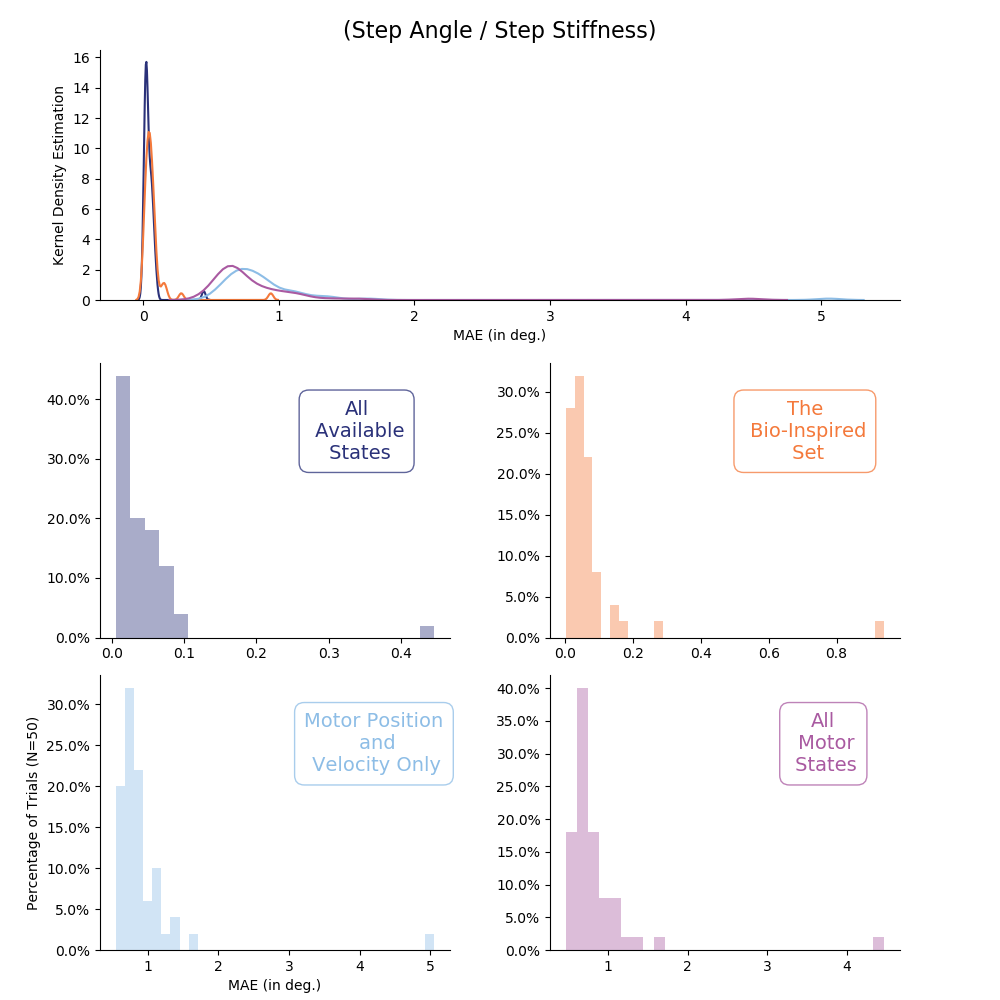 (Step Angle / Step Stiffness)
Kernel Density Estimation
16
14
12
10
8
6
4
2
0
0 1 2 3 4 5
MAE (in deg.)
40.0%
30.0%
20.0%
10.0%
0.0%
0.0 0.1 0.2 0.3 0.4
All
Available
States
30.0%
25.0%
20.0%
15.0%
10.0%
5.0%
0.0%
0.0 0.2 0.4 0.6 0.8
The
Bio-Inspired
Set
Percentage of Trials (N=50)
30.0%
25.0%
20.0%
15.0%
10.0%
5.0%
0.0%
1 2 3 4 5
MAE (in deg.)
Motor Position
and
Velocity Only
40.0%
35.0%
30.0%
25.0%
20.0%
15.0%
10.0%
5.0%
0.0%
1 2 3 4
All
Motor
States